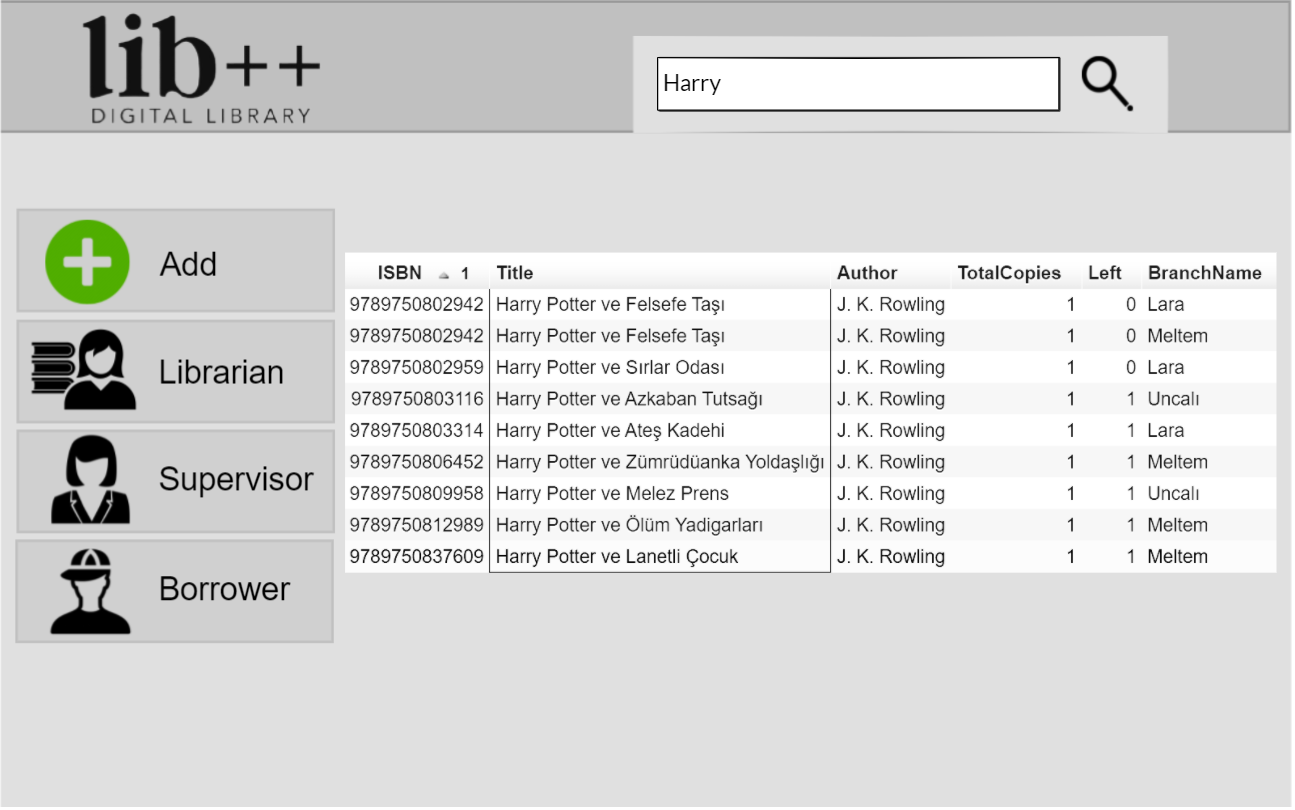 lib++
DIGITAL LIBRARY
Harry
Add
Librarian
Supervisor
Borrower
ISBN 1 Title Author TotalCopies Left BranchName
9789750802942 Harry Potter ve Felsefe Taşı J. K. Rowling 1 0 Lara
9789750802942 Harry Potter ve Felsefe Taşı J. K. Rowling 1 0 Meltem
9789750802959 Harry Potter ve Sırlar Odası J. K. Rowling 1 0 Lara
9789750803116 Harry Potter ve Azkaban Tutsağı J. K. Rowling 1 1 Uncalı
9789750803314 Harry Potter ve Ateş Kadehi J. K. Rowling 1 1 Lara
9789750806452 Harry Potter ve Zümrüdüanka Yoldaşlığı J. K. Rowling 1 1 Meltem
9789750809958 Harry Potter ve Melez Prens J. K. Rowling 1 1 Uncalı
9789750812989 Harry Potter ve Ölüm Yadigarları J. K. Rowling 1 1 Meltem
9789750837609 Harry Potter ve Lanetli Çocuk J. K. Rowling 1 1 Meltem